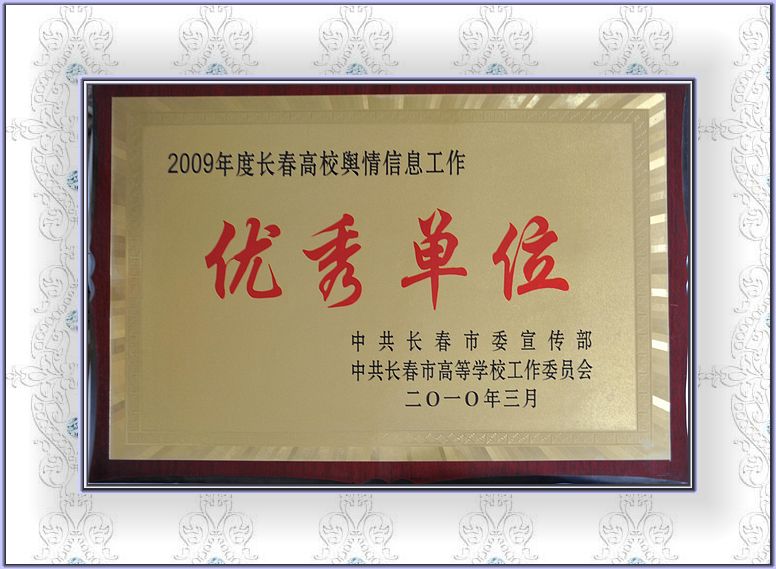 2009年度长春高校舆情信息工作
优秀单位
中共长春市委宣传部
中共长春市高等学校工作委员会
二O一O年三月